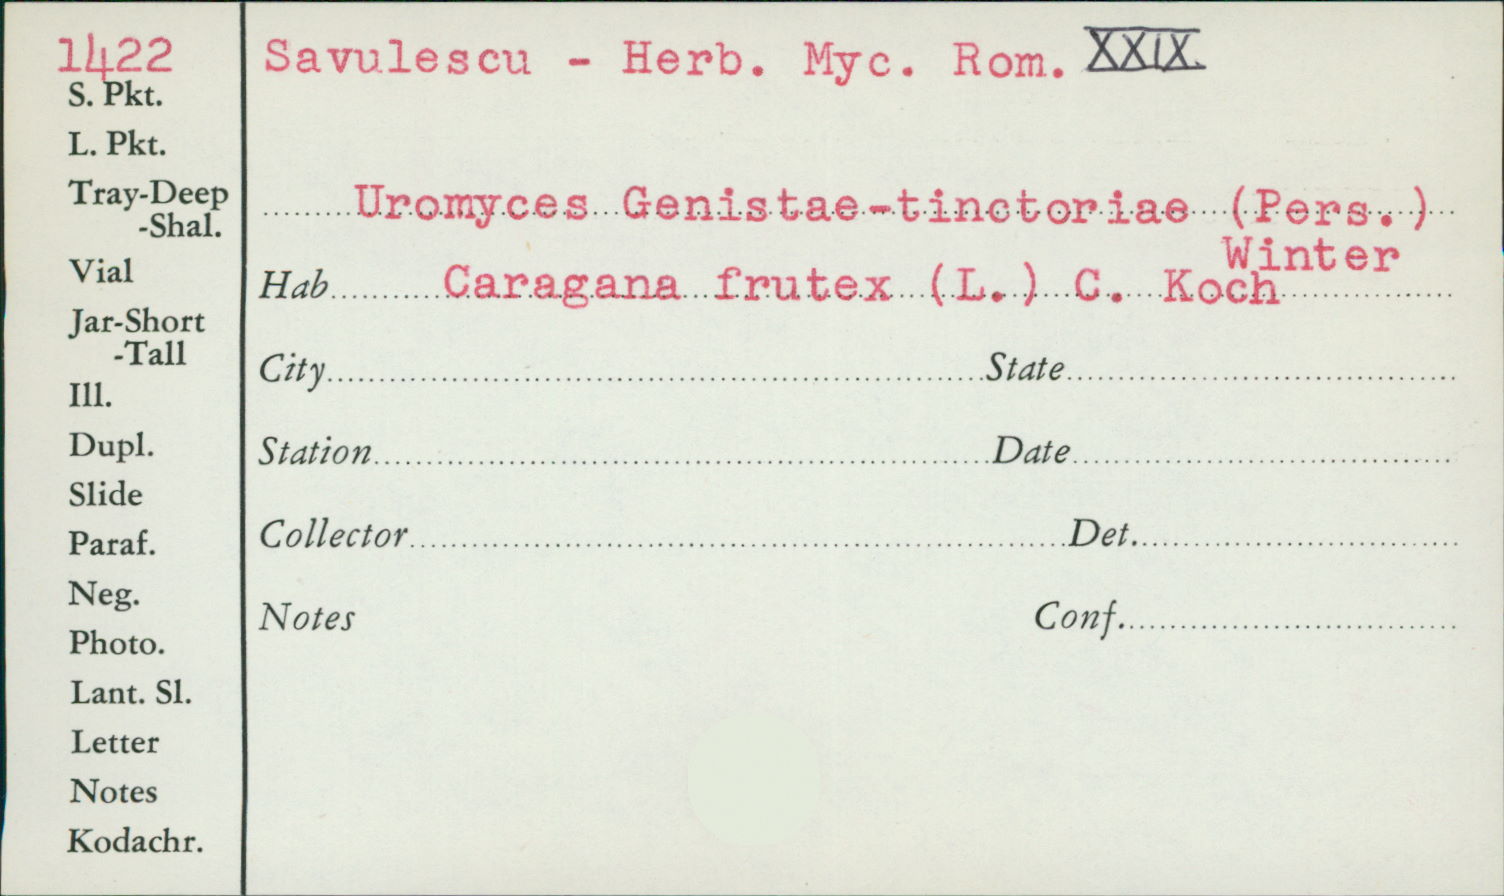 1422
Savulescu - Herb. Myc. Rom. XXIX.
S. Pkt.
L. Pkt.
Tray-Deep
-Shal.
Vial
Jar-Short
-Tall
Ill.
Dupl.
Slide
Paraf.
Neg.
Photo.
Lant. Sl.
Letter
Notes
Kodachr.
Uromyces Genistae-tinctoriae (Pers.)
Winter
Hab. Caragana frutex (L.) C. Koch
City
State
Station
Date
Collector
Det.
Notes
Conf.